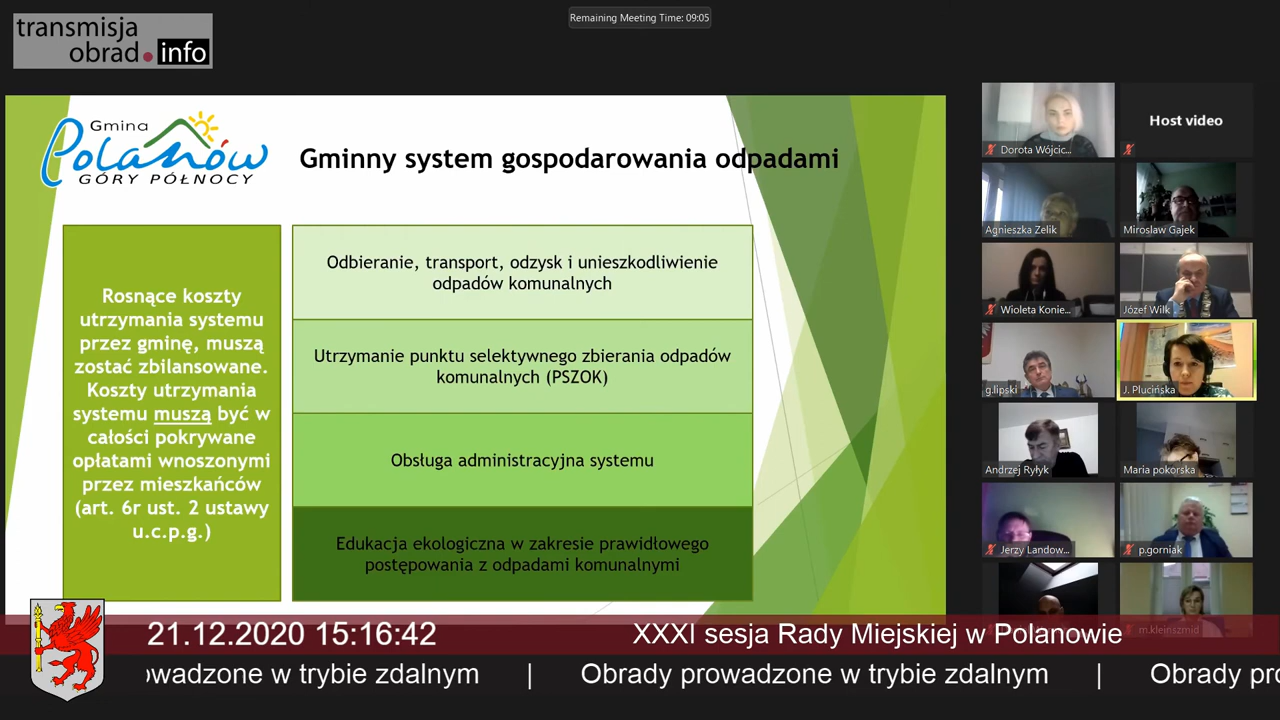 Remaining Meeting Time: 09:05
transmisja
obrad.info
Gmina
Polanów
GÓRY PÓŁNOCY
Gminny system gospodarowania odpadami
Rosnące koszty
utrzymania systemu
przez gminę, muszą
zostać zbilansowane.
Koszty utrzymania
systemu muszą być w
całości pokrywane
opłatami wnoszonymi
przez mieszkańców
(art. 6r ust. 2 ustawy
u.c.p.g.)
Odbieranie, transport, odzysk i unieszkodliwienie
odpadów komunalnych
Utrzymanie punktu selektywnego zbierania odpadów
komunalnych (PSZOK)
Obsługa administracyjna systemu
Edukacja ekologiczna w zakresie prawidłowego
postępowania z odpadami komunalnymi
Dorota Wójcic...
Host video
Agnieszka Zelik
Miroslaw Gajek
Wioleta Konie...
Józef Wilk
g.lipski
J. Plucińska
Andrzej Ryłyk
Maria pokorska
Jerzy Landow...
p.gorniak
m.kleinszmid
21.12.2020 15:16:42
XXXI sesja Rady Miejskiej w Polanowie
owadzone w trybie zdalnym | Obrady prowadzone w trybie zdalnym | Obrady pro